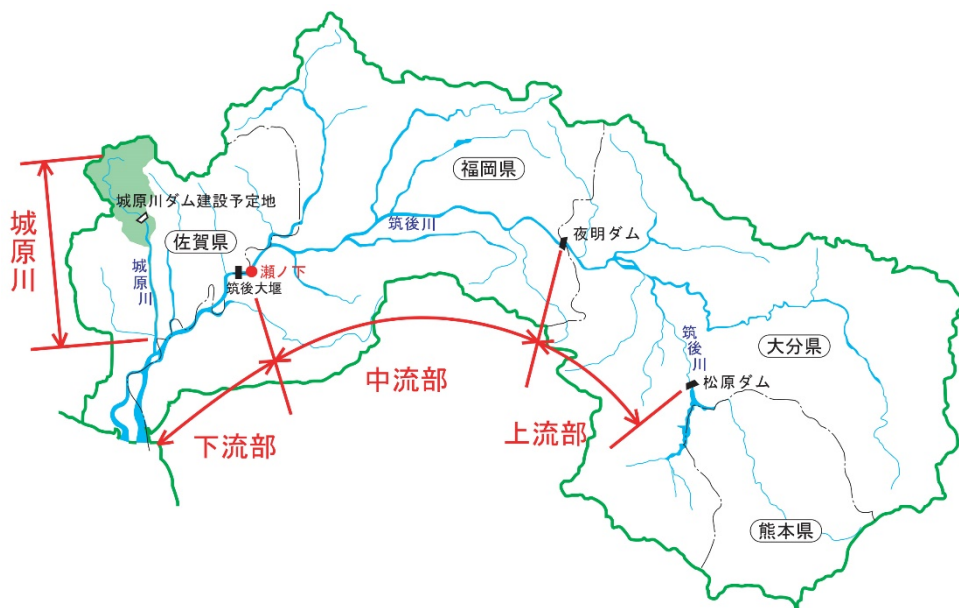 福岡県
城原川ダム建設予定地
佐賀県
筑後川
夜明ダム
城原川
城原川
瀬ノ下
筑後大堰
筑後川
大分県
中流部
松原ダム
下流部
上流部
熊本県